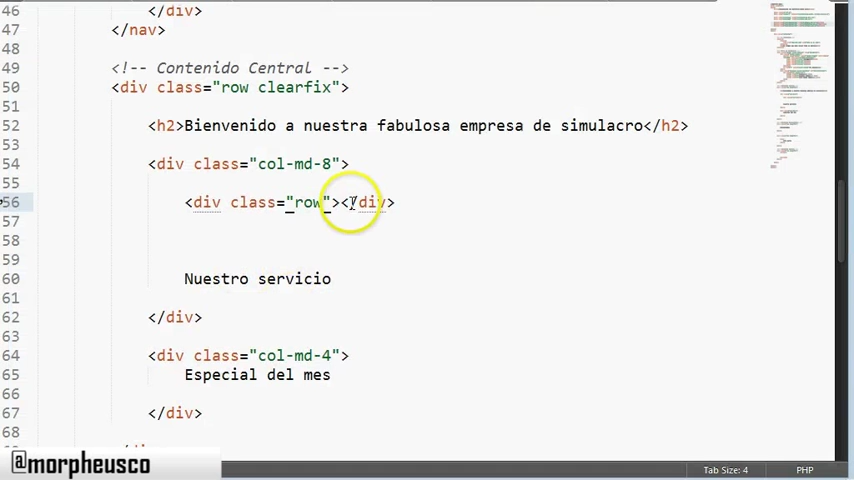 46 </div>
47 </nav>
48
49 <!-- Contenido Central -->
50 <div class="row clearfix">
51
52 <h2>Bienvenido a nuestra fabulosa empresa de simulacro</h2>
53
54 <div class="col-md-8">
55
56 <div class="row"></div>
57
60 Nuestro servicio
61
62 </div>
63
64 <div class="col-md-4">
65 Especial del mes
66
67 </div>
68
@morpheusco
Tab Size: 4 PHP